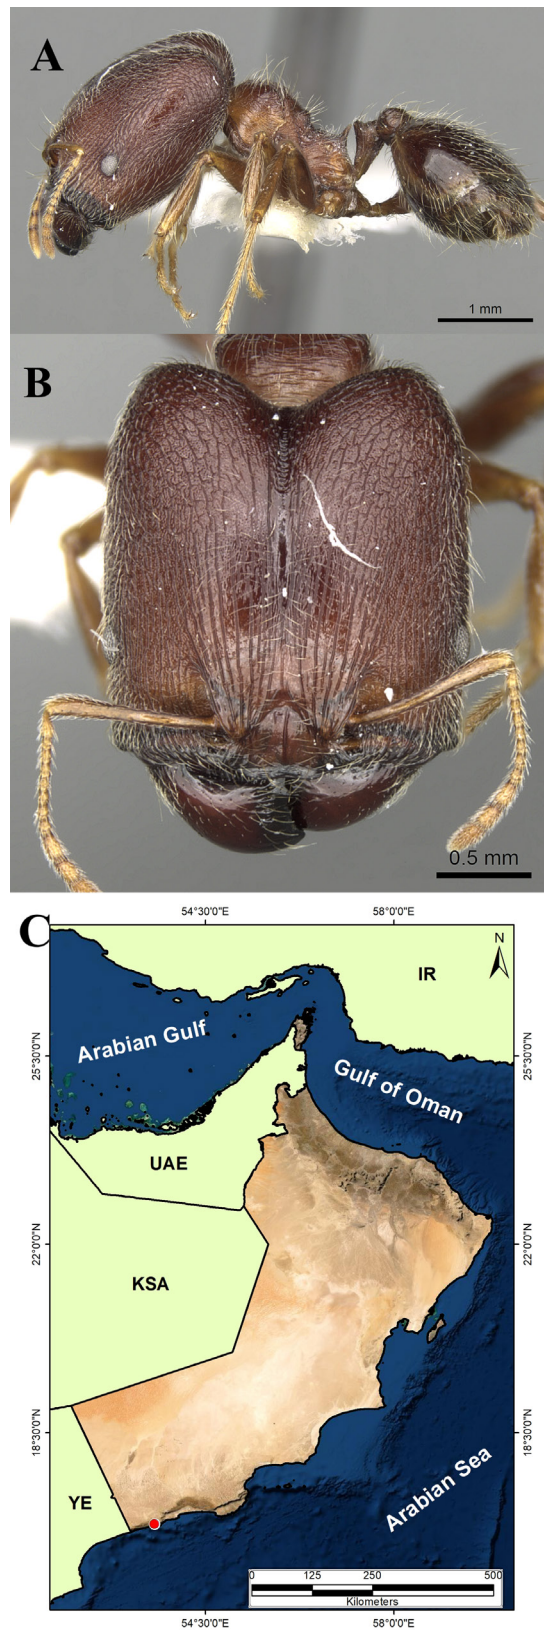 A
1 mm
B
0.5 mm
C
54°30'0"E
58°0'0"E
N
IR
Arabian Gulf
Gulf of Oman
25°30'0"N
25°30'0"N
UAE
22°0'0"N
22°0'0"N
KSA
18°30'0"N
18°30'0"N
YE
Arabian Sea
0 125 250 500
Kilometers
54°30'0"E
58°0'0"E